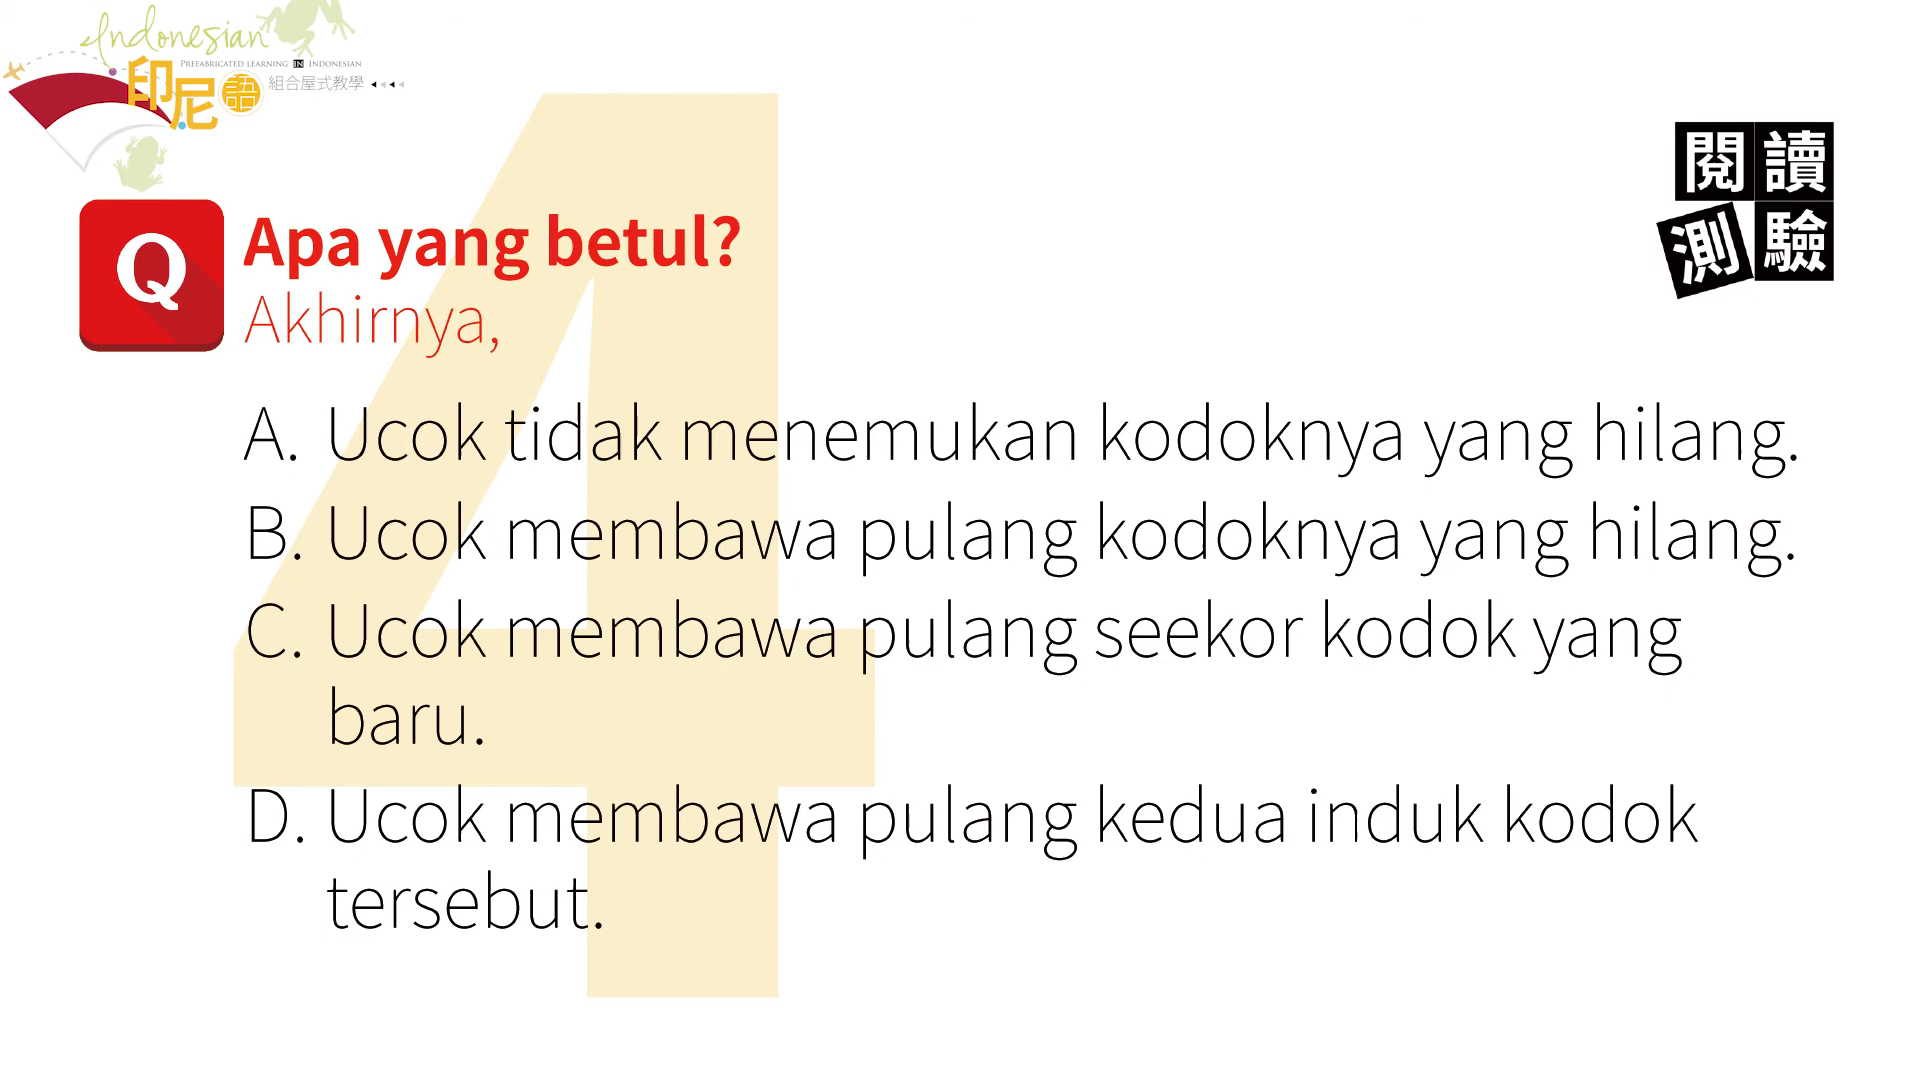 Indonesian
PREFABRICATED LEARNING IN INDONESIAN
印尼語
組合屋式教學
閱讀
測驗
4
Q
Apa yang betul?
Akhirnya,
A. Ucok tidak menemukan kodoknya yang hilang.
B. Ucok membawa pulang kodoknya yang hilang.
C. Ucok membawa pulang seekor kodok yang
baru.
D. Ucok membawa pulang kedua induk kodok
tersebut.